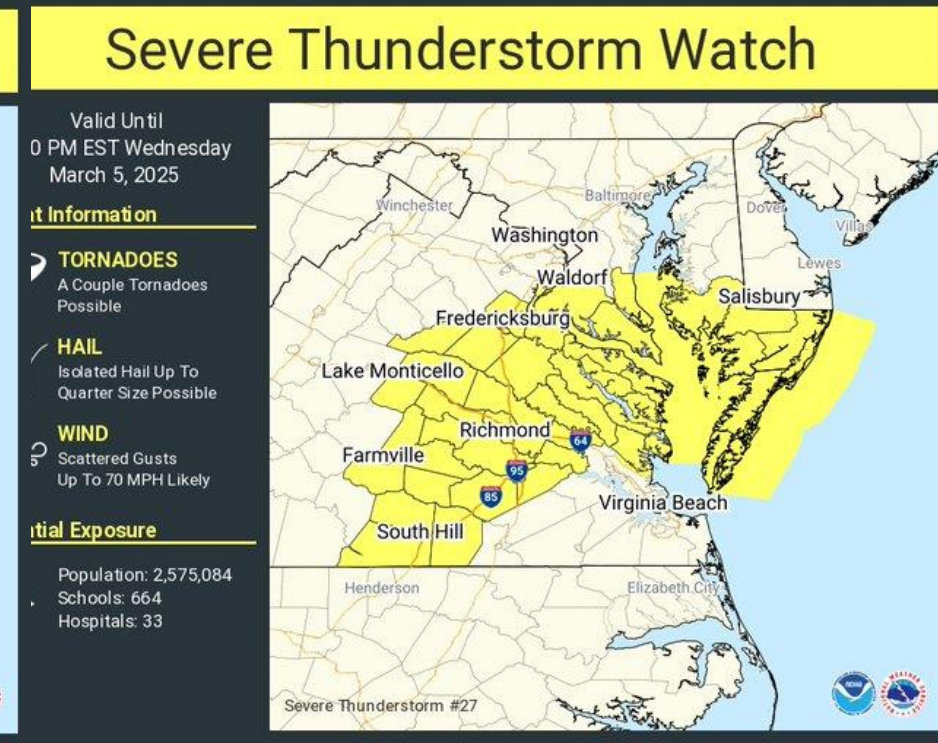 Severe Thunderstorm Watch
Valid Until
0 PM EST Wednesday
March 5, 2025
nt Information
TORNADOES
A Couple Tornadoes
Possible
HAIL
Isolated Hail Up To
Quarter Size Possible
WIND
Scattered Gusts
Up To 70 MPH Likely
ntial Exposure
Population: 2,575,084
Schools: 664
Hospitals: 33
Winchester
Baltimore
Dover
Villas
Washington
Lewes
Waldorf
Salisbury
Fredericksburg
Lake Monticello
Richmond
64
Farmville
95
85
Virginia Beach
South Hill
Henderson
Elizabeth City
Severe Thunderstorm #27
NOAA